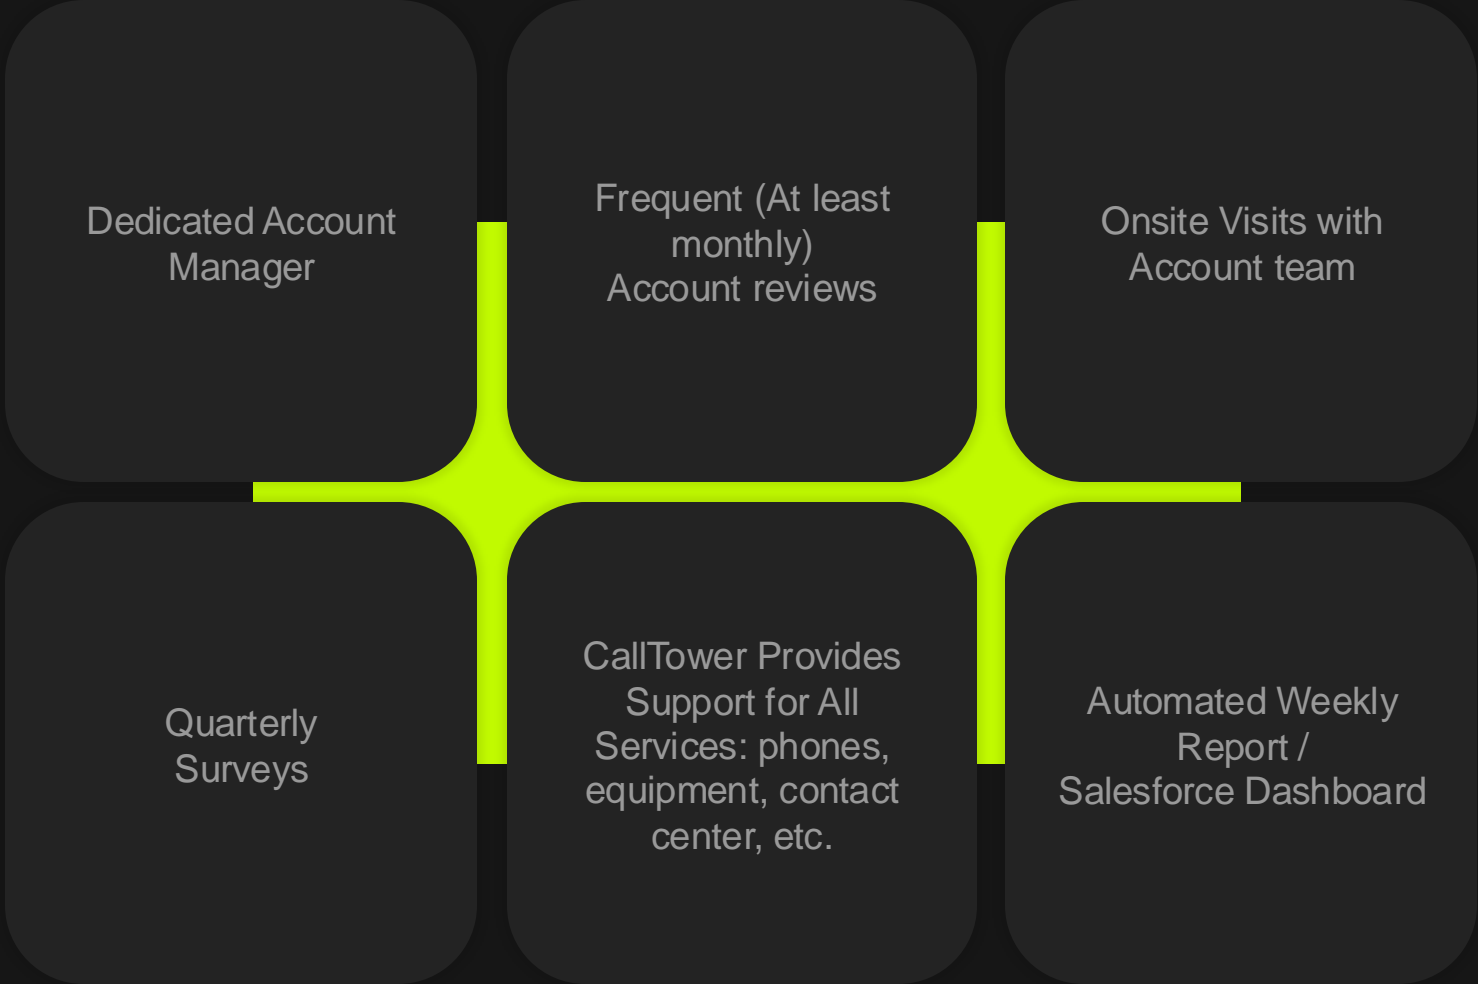 Dedicated Account
Manager
Frequent (At least
monthly)
Account reviews
Onsite Visits with
Account team
Quarterly
Surveys
CallTower Provides
Support for All
Services: phones,
equipment, contact
center, etc.
Automated Weekly
Report /
Salesforce Dashboard